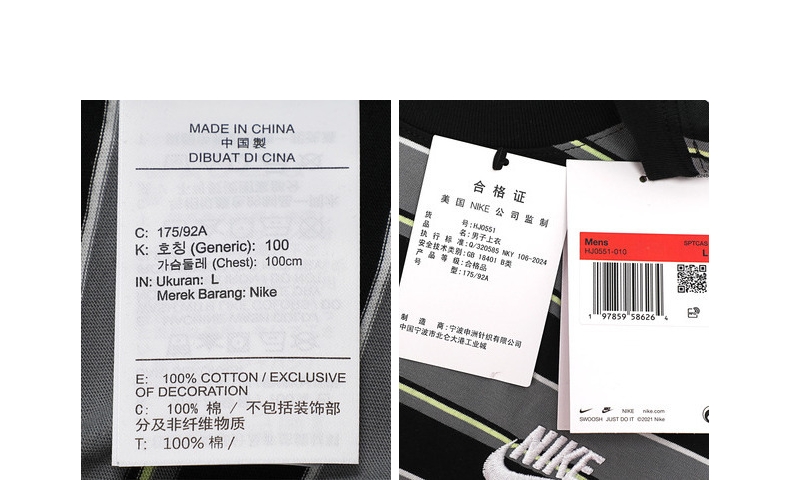 MADE IN CHINA
中 国 製
DIBUAT DI CINA
C: 175/92A
K: 호칭 (Generic): 100
가슴둘레 (Chest): 100cm
IN: Ukuran: L
Merek Barang: Nike
E: 100% COTTON / EXCLUSIVE
OF DECORATION
C: 100% 棉 / 不包括装饰部
分及非纤维物质
T: 100% 棉 /
合格证
美国 NIKE 公司监制
货 号:HJ0551
品 名:男子上衣
执行标准:Q/320585 NKY 106-2024
安全技术类别:GB 18401 B类
产品等级:合格品
号 型:175/92A
制 造 商:宁波申洲针织有限公司
中国宁波市北仑大港工业城
Mens
SPTCAS
HJ0551-010
L
1 97859 58626 4
NIKE nike.com
SWOOSH JUST DO IT ©2021 Nike
NIKE